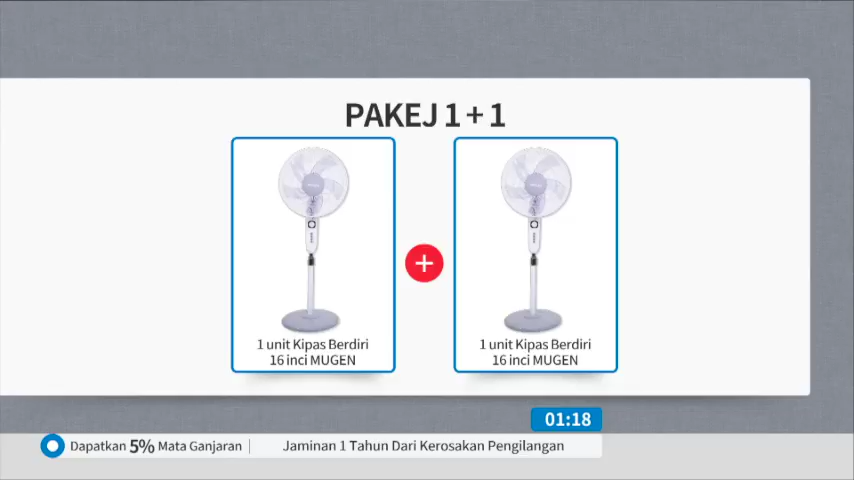 PAKEJ 1 + 1
1 unit Kipas Berdiri
16 inci MUGEN
+
1 unit Kipas Berdiri
16 inci MUGEN
01:18
Dapatkan 5% Mata Ganjaran | Jaminan 1 Tahun Dari Kerosakan Pengilangan